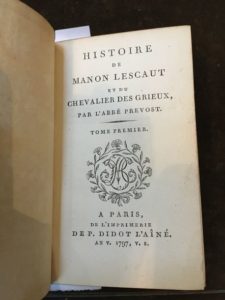 HISTOIRE
DE
MANON LESCAUT
ET DU
CHEVALIER DES GRIEUX,
PAR L'ABBÉ PREVOST.
TOME PREMIER.
A PARIS,
DE L'IMPRIMERIE
DE P. DIDOT L'AÎNÉ.
AN V. 1797, V. S.